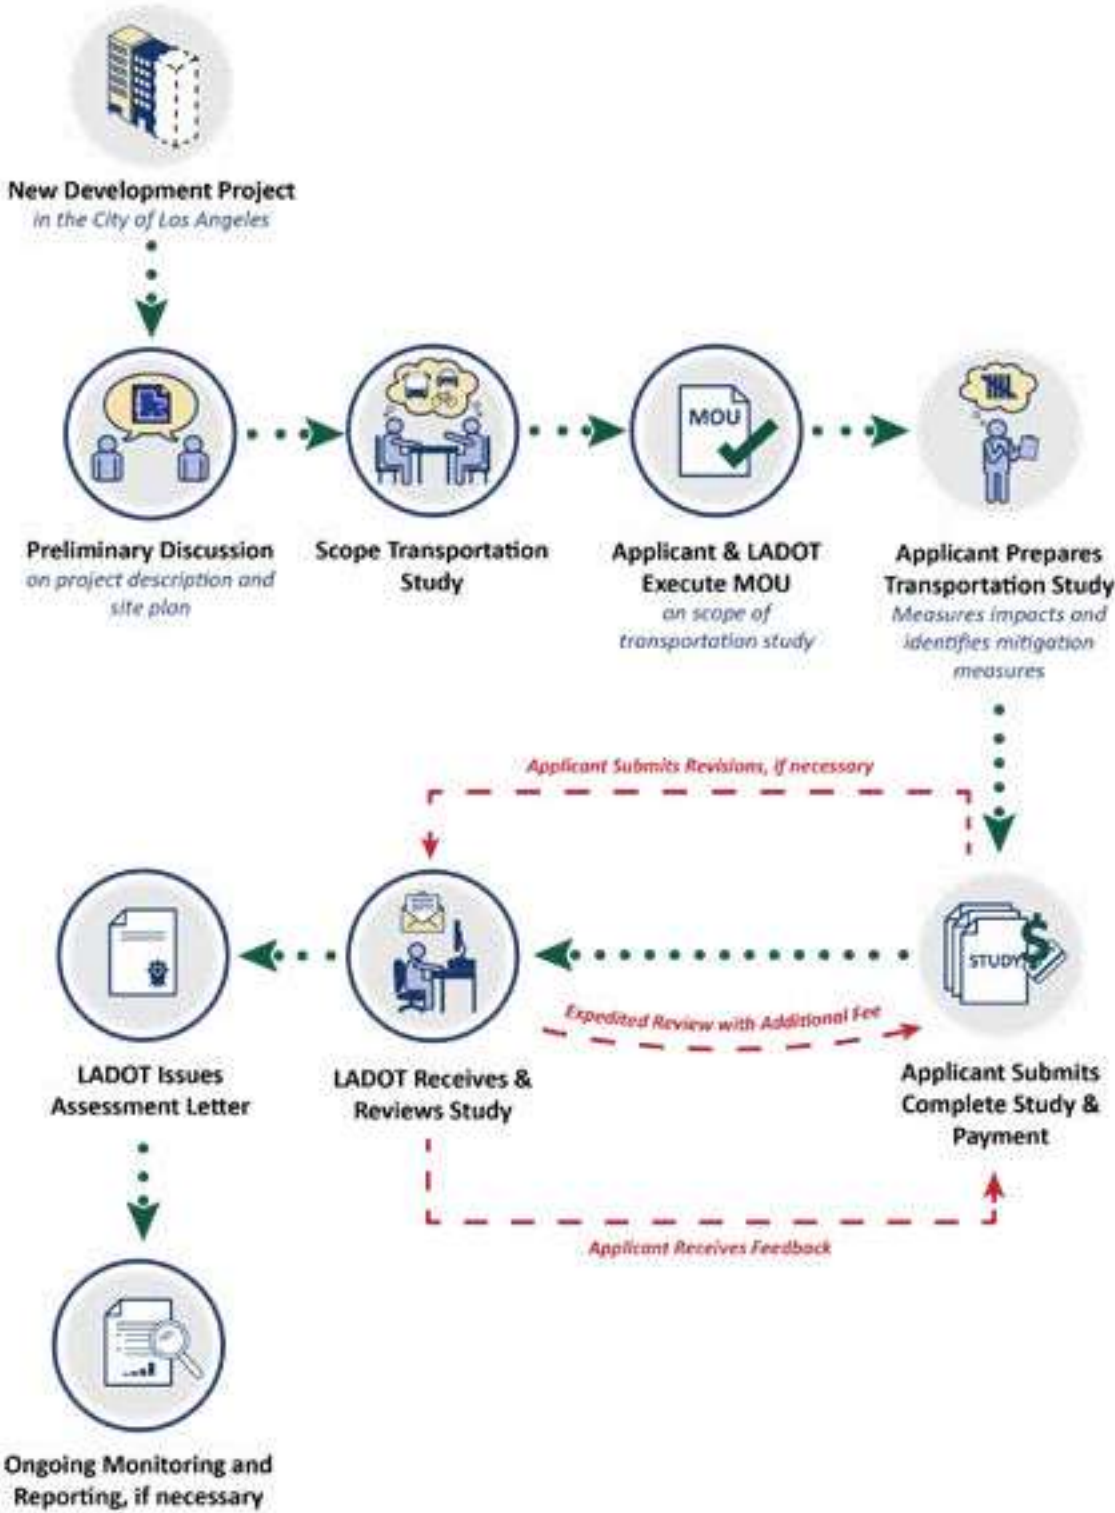 New Development Project
in the City of Los Angeles
MOU
Preliminary Discussion
on project description and
site plan
Scope Transportation
Study
Applicant & LADOT
Execute MOU
on scope of
transportation study
Applicant Prepares
Transportation Study
Measures impacts and
identifies mitigation
measures
Applicant Submits Revisions, if necessary
STUDY
$
Expedited Review with Additional Fee
LADOT Issues
Assessment Letter
LADOT Receives &
Reviews Study
Applicant Submits
Complete Study &
Payment
Applicant Receives Feedback
Ongoing Monitoring and
Reporting, if necessary